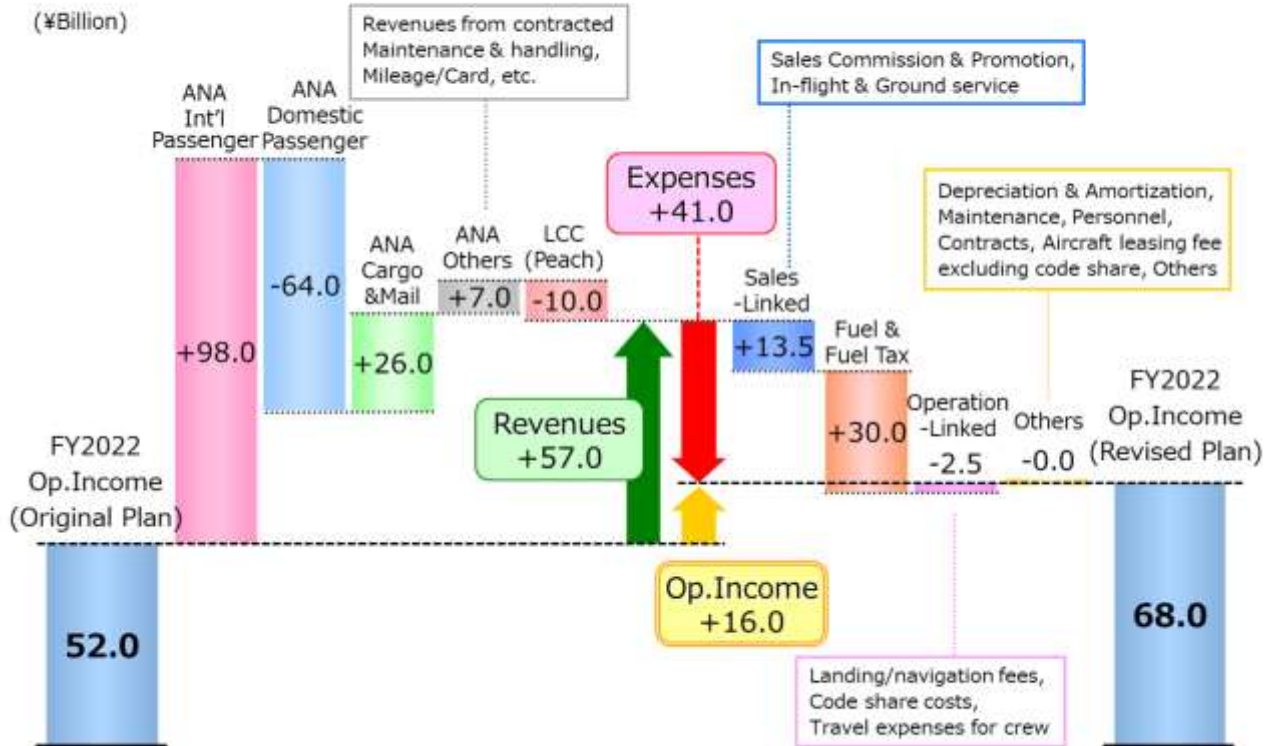 (¥Billion)
Revenues from contracted
Maintenance & handling,
Mileage/Card, etc.
Sales Commission & Promotion,
In-flight & Ground service
ANA
Int'l
Passenger
ANA
Domestic
Passenger
Expenses
+41.0
Depreciation & Amortization,
Maintenance, Personnel,
Contracts, Aircraft leasing fee
excluding code share, Others
ANA
Cargo
&Mail
ANA
Others
LCC
(Peach)
-64.0
+7.0
-10.0
Sales
-Linked
+13.5
Fuel &
Fuel Tax
+98.0
+26.0
Revenues
+57.0
+30.0
Operation
-Linked
-2.5
Others
-0.0
FY2022
Op.Income
(Revised Plan)
FY2022
Op.Income
(Original Plan)
Op.Income
+16.0
52.0
68.0
Landing/navigation fees,
Code share costs,
Travel expenses for crew